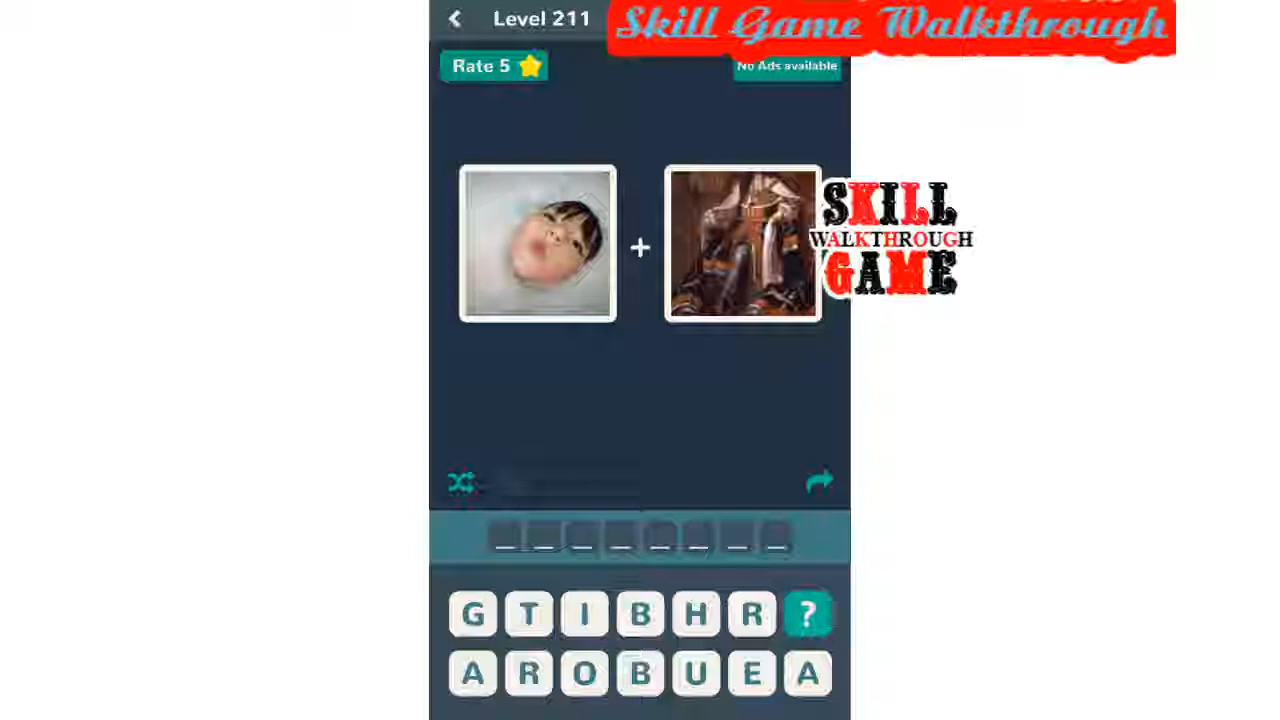 Level 211
Skill Game Walkthrough
Rate 5
No Ads available
+
SKILL
WALKTHROUGH
GAME
G T I B H R ?
A R O B U E A